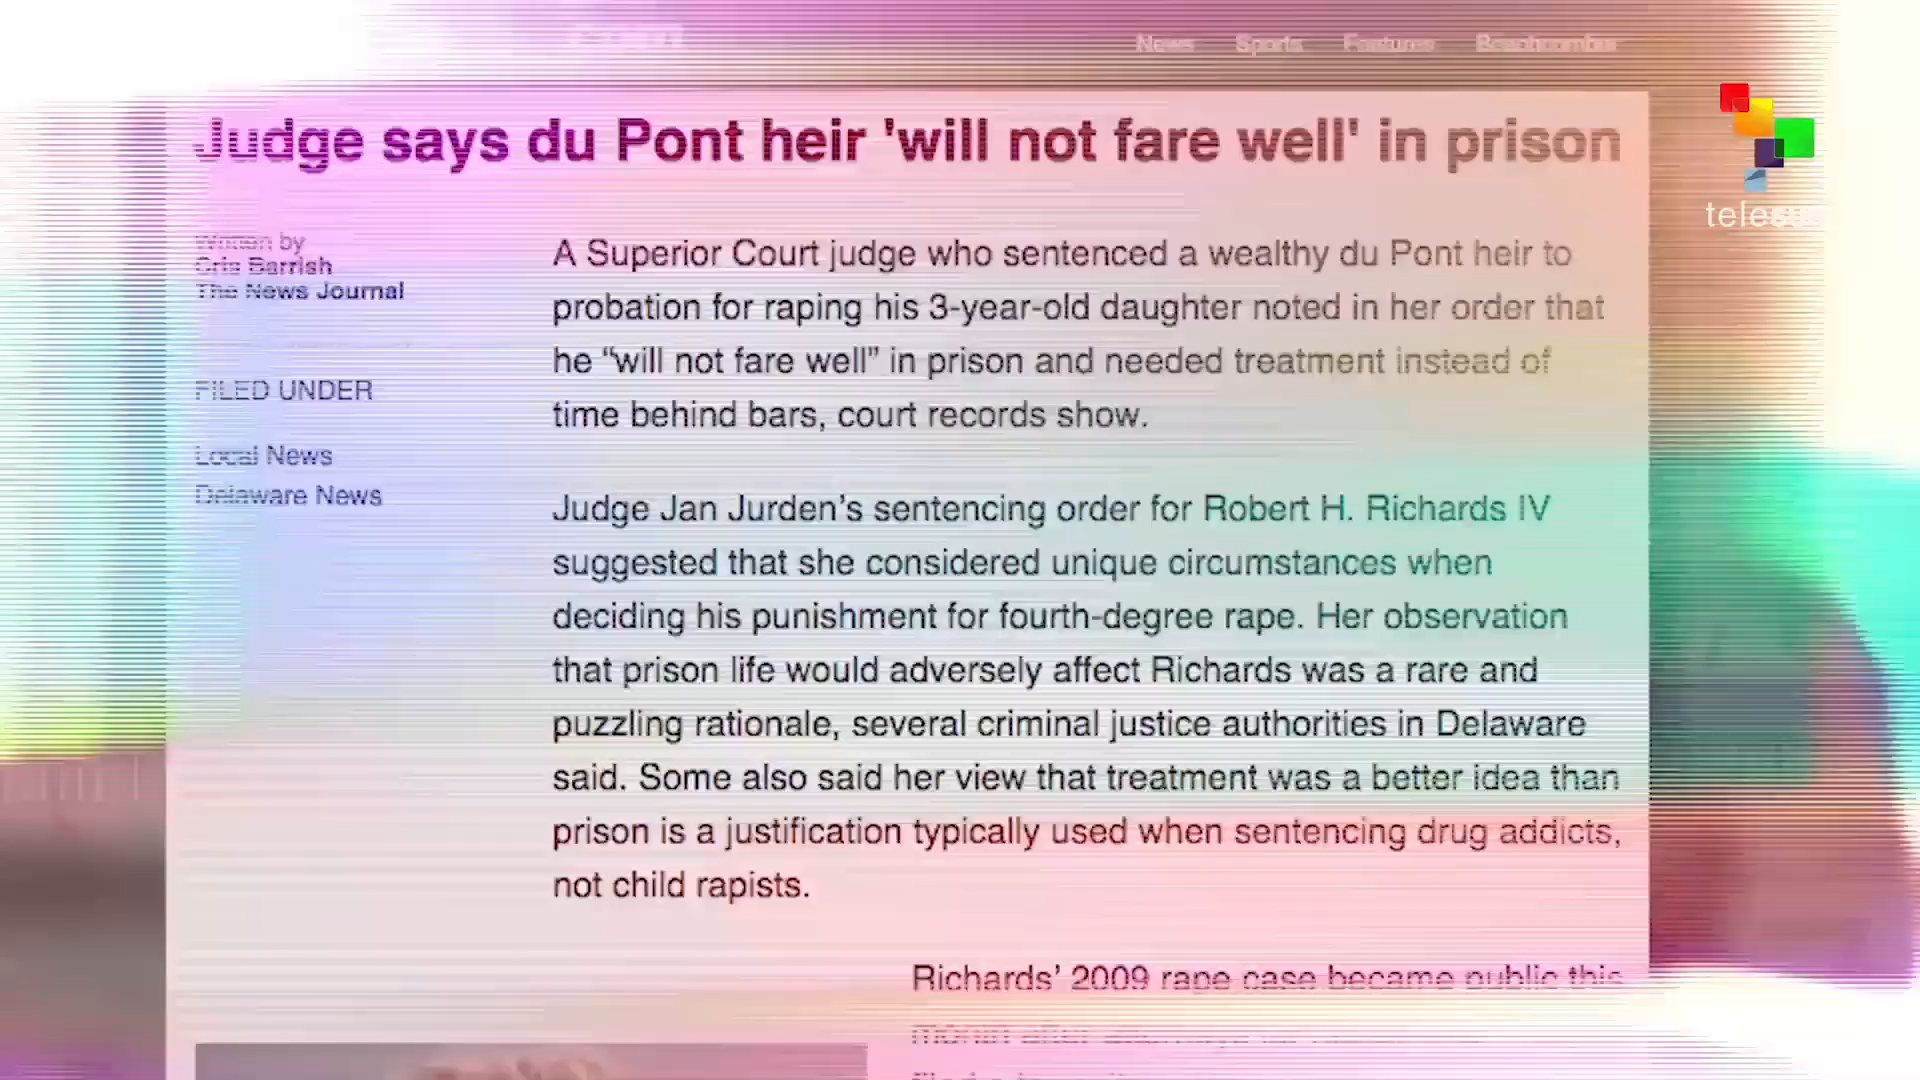 News Sports Features Beachcomber
Judge says du Pont heir 'will not fare well' in prison
Written by
Cris Barrish
The News Journal
FILED UNDER
Local News
Delaware News
A Superior Court judge who sentenced a wealthy du Pont heir to
probation for raping his 3-year-old daughter noted in her order that
he “will not fare well” in prison and needed treatment instead of
time behind bars, court records show.
Judge Jan Jurden’s sentencing order for Robert H. Richards IV
suggested that she considered unique circumstances when
deciding his punishment for fourth-degree rape. Her observation
that prison life would adversely affect Richards was a rare and
puzzling rationale, several criminal justice authorities in Delaware
said. Some also said her view that treatment was a better idea than
prison is a justification typically used when sentencing drug addicts,
not child rapists.
Richards’ 2009 rape case became public this